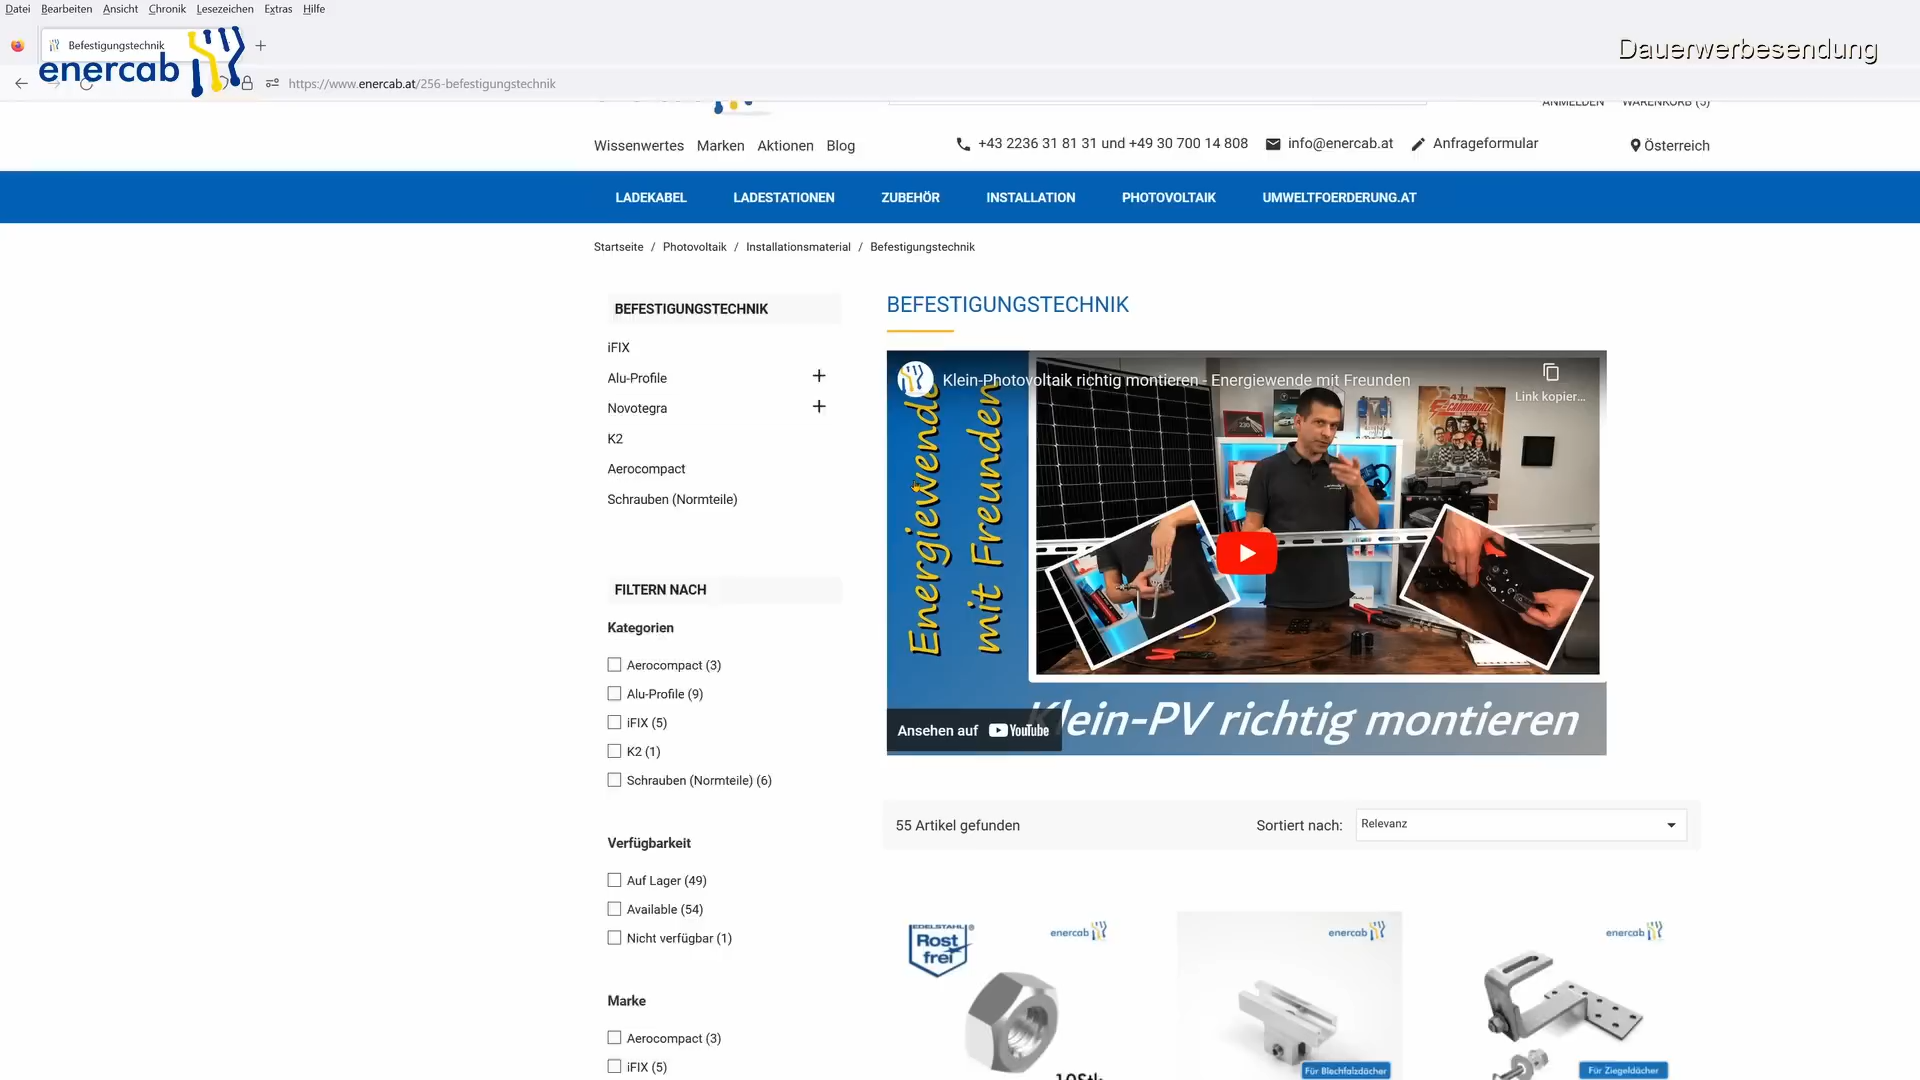 Datei Bearbeiten Ansicht Chronik Lesezeichen Extras Hilfe
Befestigungstechnik
enercab
Dauerwerbesendung
https://www.enercab.at/256-befestigungstechnik
ANMELDEN WARENKORB (5)
Wissenwertes Marken Aktionen Blog
+43 2236 31 81 31 und +49 30 700 14 808 info@enercab.at Anfrageformular
Österreich
LADEKABEL LADESTATIONEN ZUBEHÖR INSTALLATION PHOTOVOLTAIK UMWELTFOERDERUNG.AT
Startseite / Photovoltaik / Installationsmaterial / Befestigungstechnik
BEFESTIGUNGSTECHNIK
iFIX
Alu-Profile
Novotegra
K2
Aerocompact
Schrauben (Normteile)
FILTERN NACH
Kategorien
Aerocompact (3)
Alu-Profile (9)
iFIX (5)
K2 (1)
Schrauben (Normteile) (6)
Verfügbarkeit
Auf Lager (49)
Available (54)
Nicht verfügbar (1)
Marke
Aerocompact (3)
iFIX (5)
BEFESTIGUNGSTECHNIK
Klein-Photovoltaik richtig montieren - Energiewende mit Freunden
Link kopier...
Energiewende
mit Freunden
Klein-PV richtig montieren
Ansehen auf YouTube
55 Artikel gefunden
Sortiert nach: Relevanz
EDELSTAHL
Rost
frei
enercab
10Stk
enercab
Für Blechfalzdächer
enercab
Für Ziegeldächer